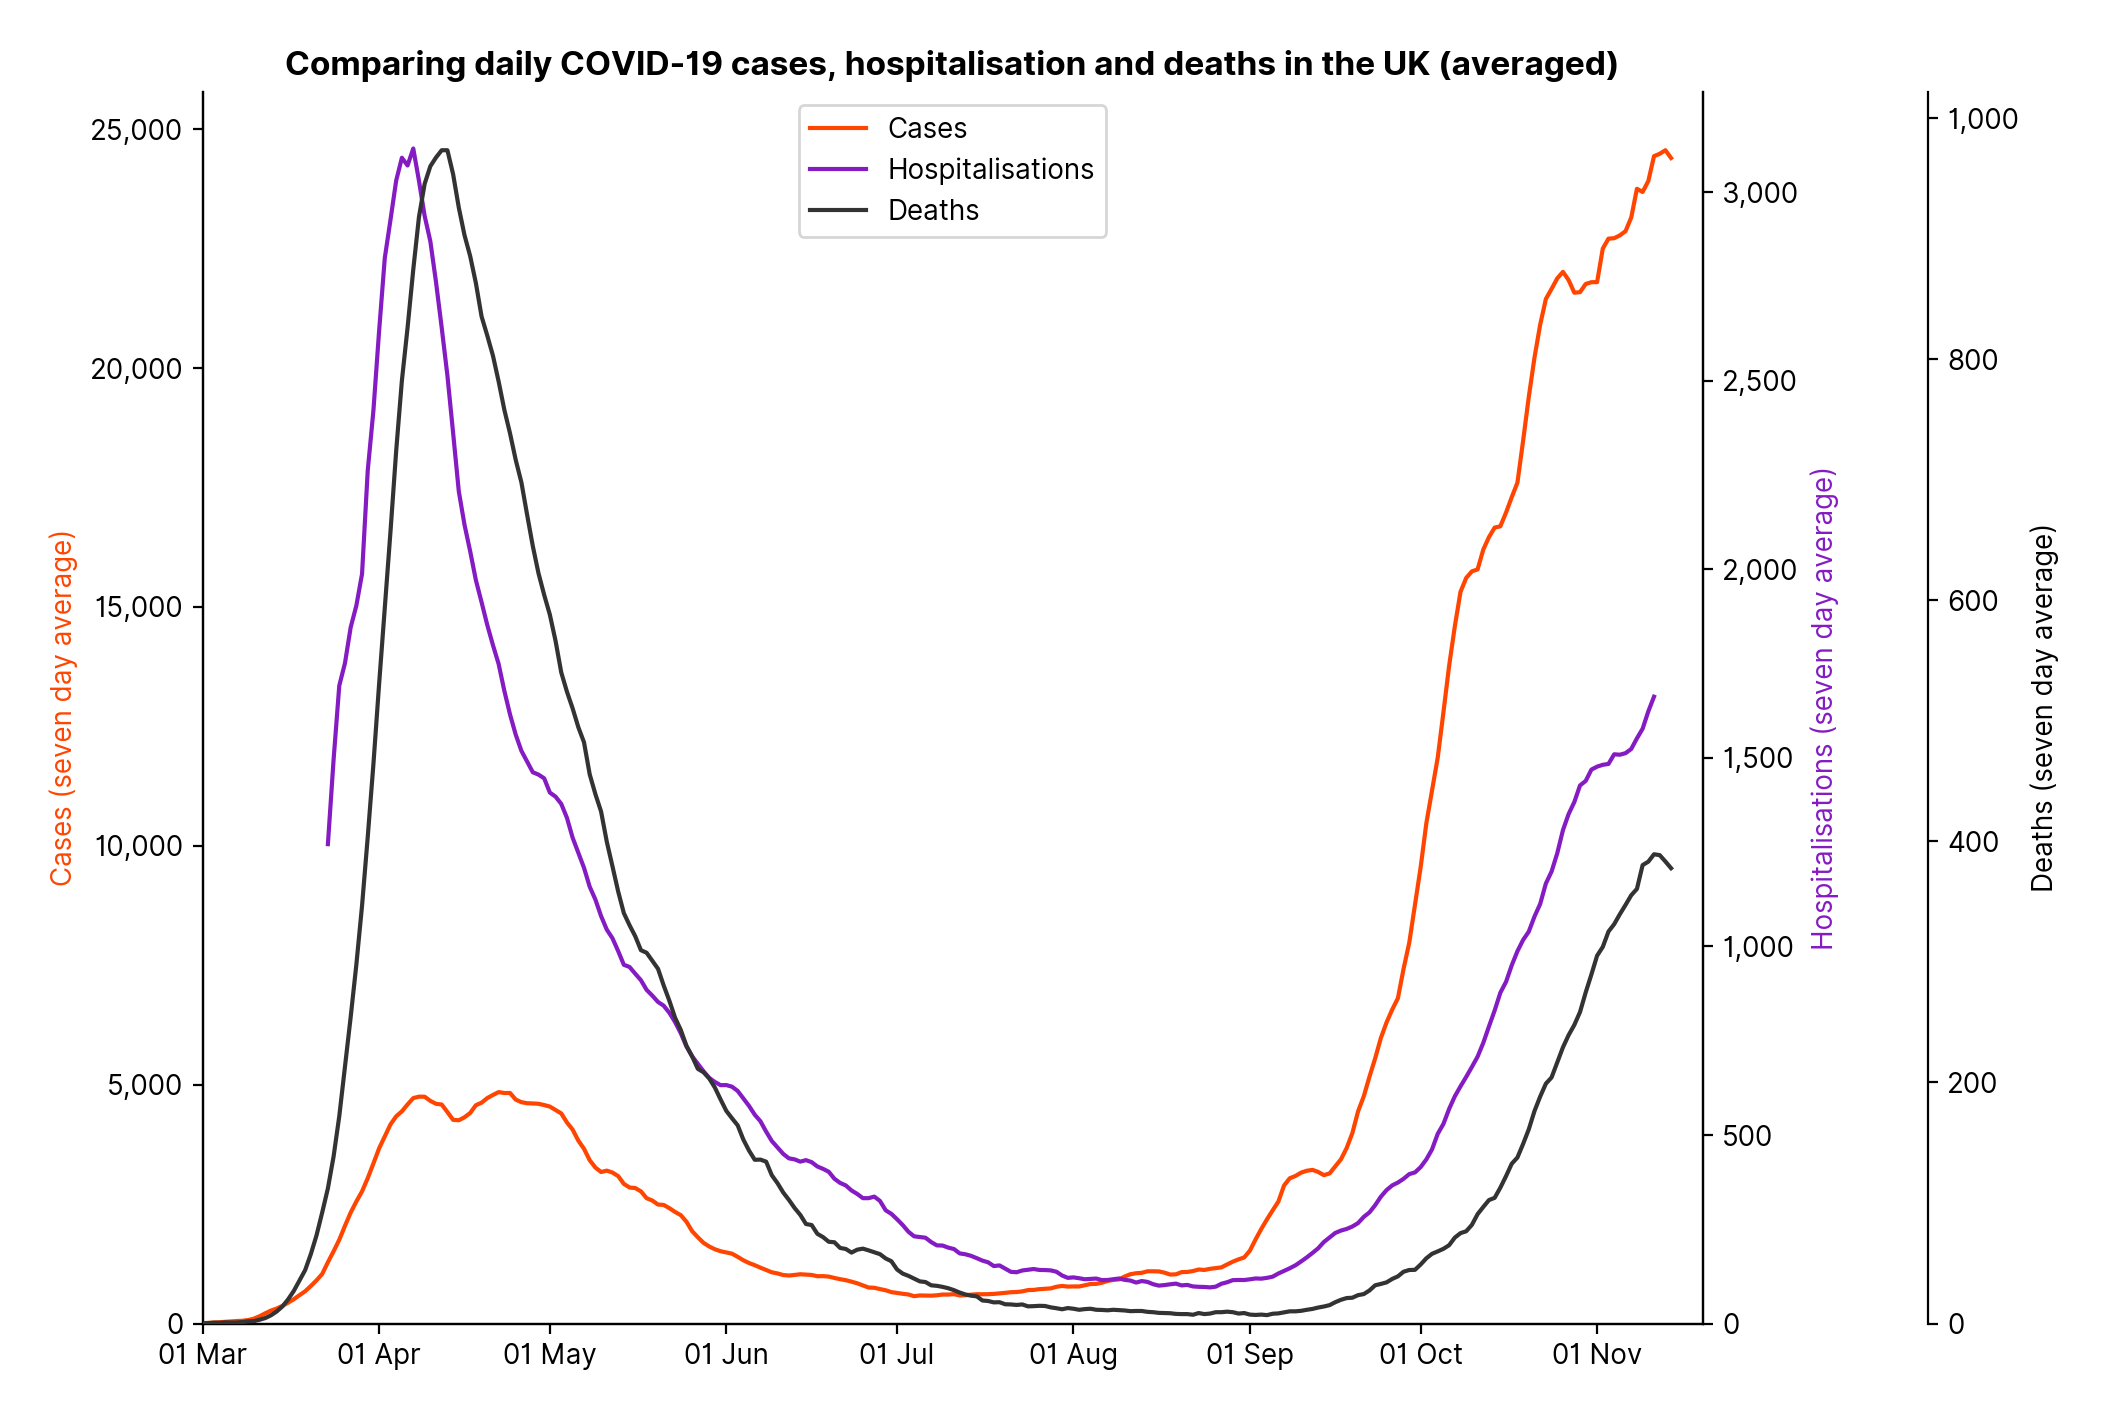 Comparing daily COVID-19 cases, hospitalisation and deaths in the UK (averaged)
Cases
Hospitalisations
Deaths
Cases (seven day average)
25,000
20,000
15,000
10,000
5,000
0
01 Mar
01 Apr
01 May
01 Jun
01 Jul
01 Aug
01 Sep
01 Oct
01 Nov
3,000
2,500
2,000
1,500
1,000
500
0
Hospitalisations (seven day average)
1,000
800
600
400
200
0
Deaths (seven day average)